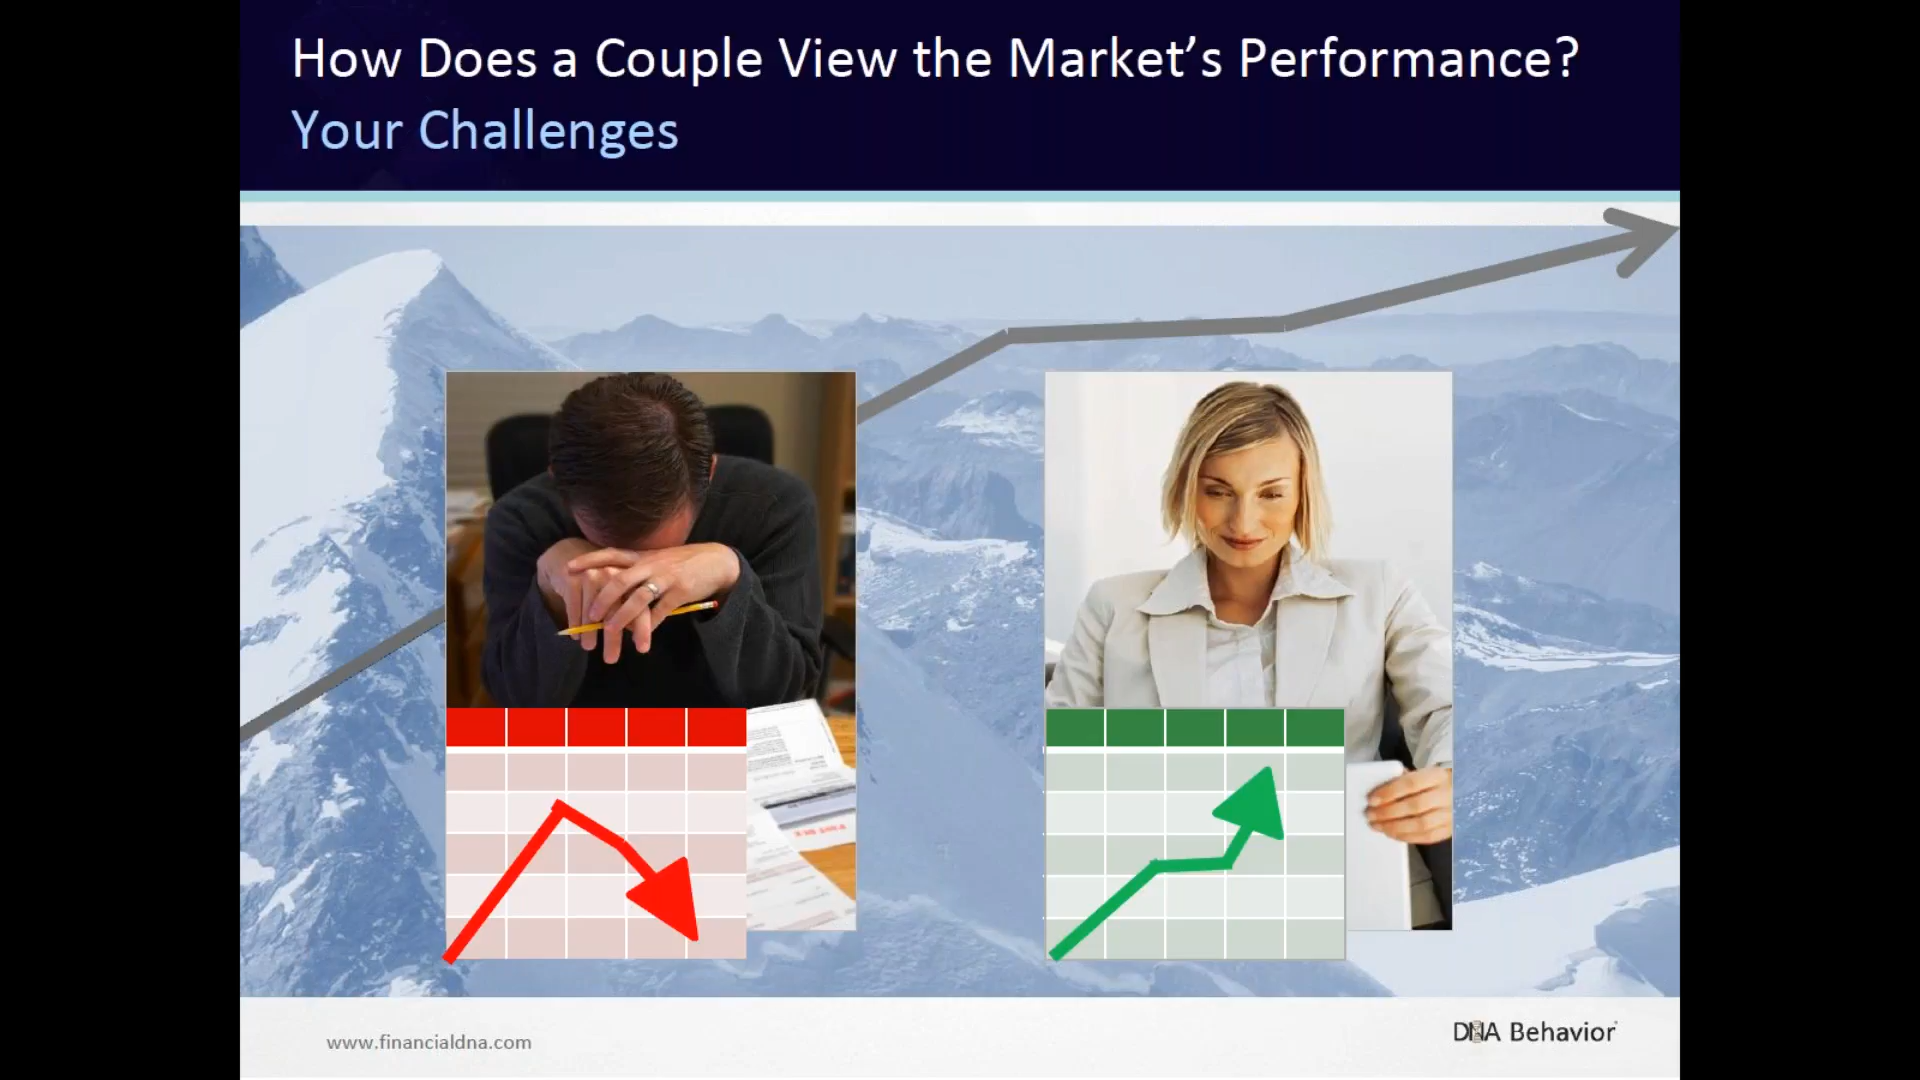 How Does a Couple View the Market’s Performance?
Your Challenges
www.financialdna.com
DNA Behavior